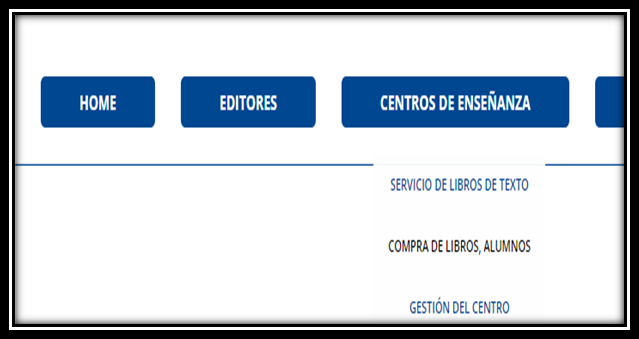 HOME EDITORES CENTROS DE ENSEÑANZA
SERVICIO DE LIBROS DE TEXTO
COMPRA DE LIBROS, ALUMNOS
GESTIÓN DEL CENTRO